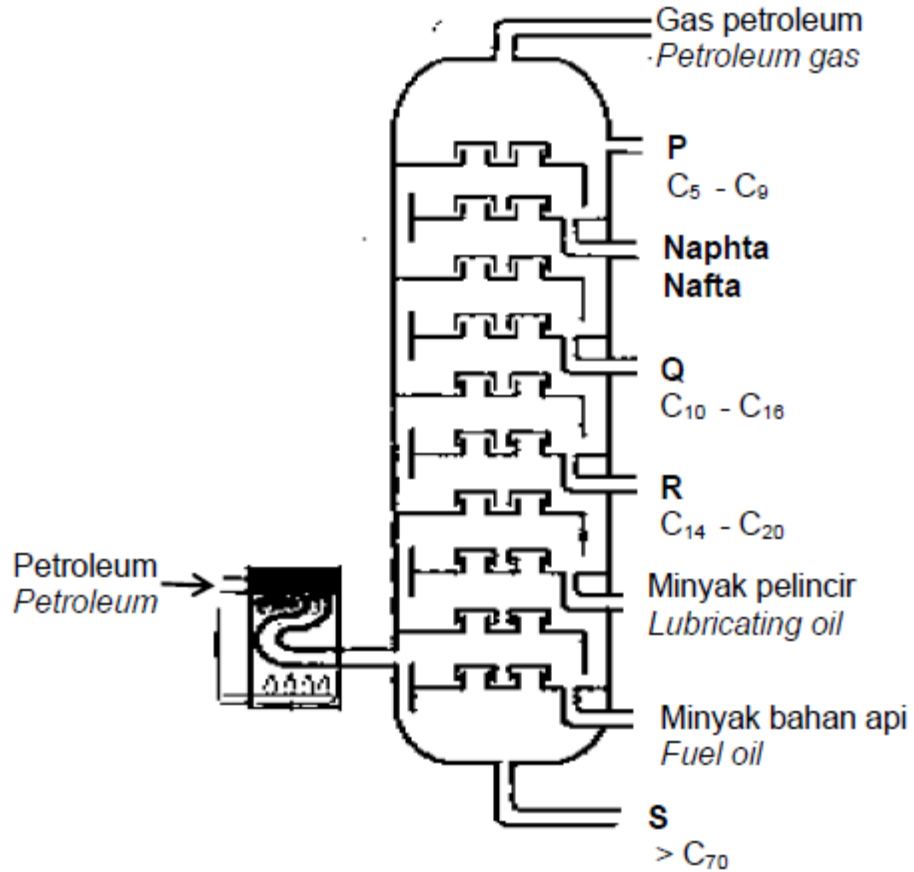 Gas petroleum
Petroleum gas
P
C₅ - C₉
Naphta
Nafta
Q
C₁₀ - C₁₆
R
C₁₄ - C₂₀
Petroleum
Petroleum
Minyak pelincir
Lubricating oil
Minyak bahan api
Fuel oil
S
> C₇₀